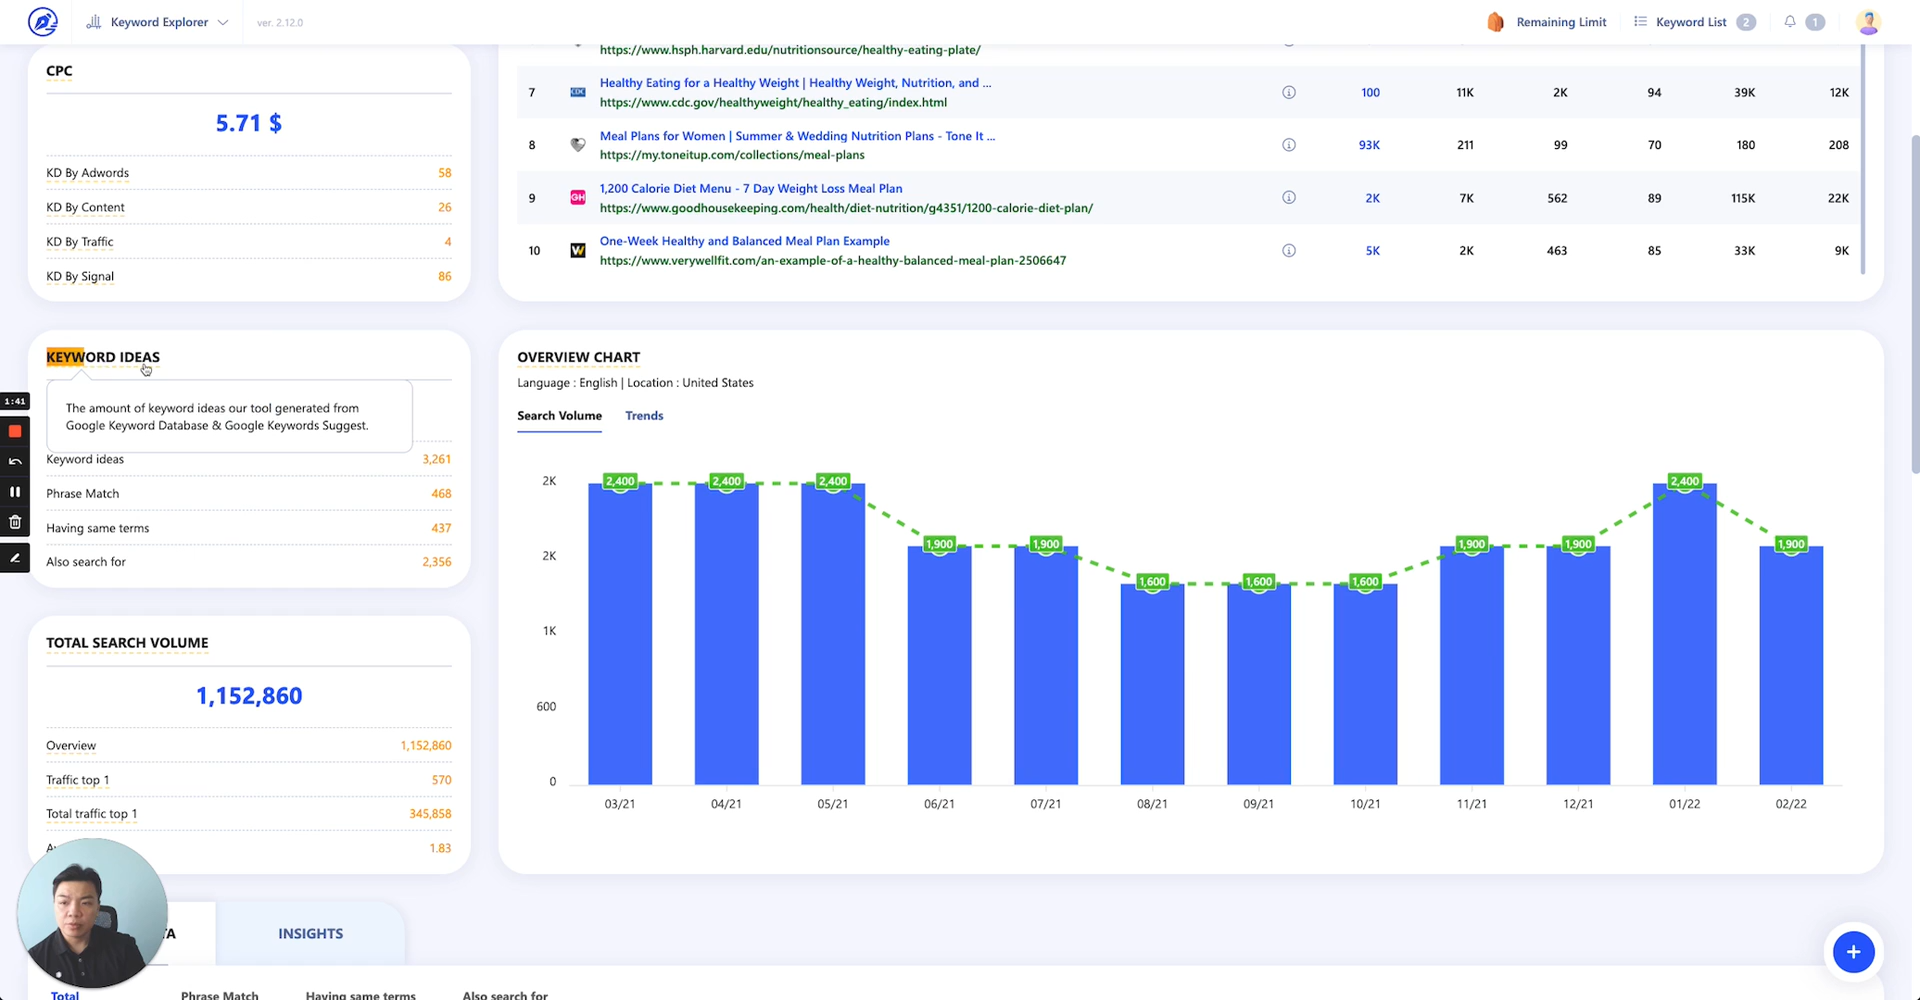 Keyword Explorer
ver. 2.12.0
Remaining Limit
Keyword List 2
1
CPC
5.71 $
KD By Adwords 58
KD By Content 26
KD By Traffic 4
KD By Signal 86
https://www.hsph.harvard.edu/nutritionsource/healthy-eating-plate/
7 CDC Healthy Eating for a Healthy Weight | Healthy Weight, Nutrition, and ... 100 11K 2K 94 39K 12K
https://www.cdc.gov/healthyweight/healthy_eating/index.html
8 Meal Plans for Women | Summer & Wedding Nutrition Plans - Tone It ... 93K 211 99 70 180 208
https://my.toneitup.com/collections/meal-plans
9 GH 1,200 Calorie Diet Menu - 7 Day Weight Loss Meal Plan 2K 7K 562 89 115K 22K
https://www.goodhousekeeping.com/health/diet-nutrition/g4351/1200-calorie-diet-plan/
10 One-Week Healthy and Balanced Meal Plan Example 5K 2K 463 85 33K 9K
https://www.verywellfit.com/an-example-of-a-healthy-balanced-meal-plan-2506647
KEYWORD IDEAS
The amount of keyword ideas our tool generated from
Google Keyword Database & Google Keywords Suggest.
Keyword ideas 3,261
Phrase Match 468
Having same terms 437
Also search for 2,356
1:41
TOTAL SEARCH VOLUME
1,152,860
Overview 1,152,860
Traffic top 1 570
Total traffic top 1 345,858
1.83
OVERVIEW CHART
Language : English | Location : United States
Search Volume Trends
2K
2K
1K
600
0
2,400 2,400 2,400 1,900 1,900 1,600 1,600 1,600 1,900 1,900 2,400 1,900
03/21 04/21 05/21 06/21 07/21 08/21 09/21 10/21 11/21 12/21 01/22 02/22
INSIGHTS
Total Phrase Match Having same terms Also search for